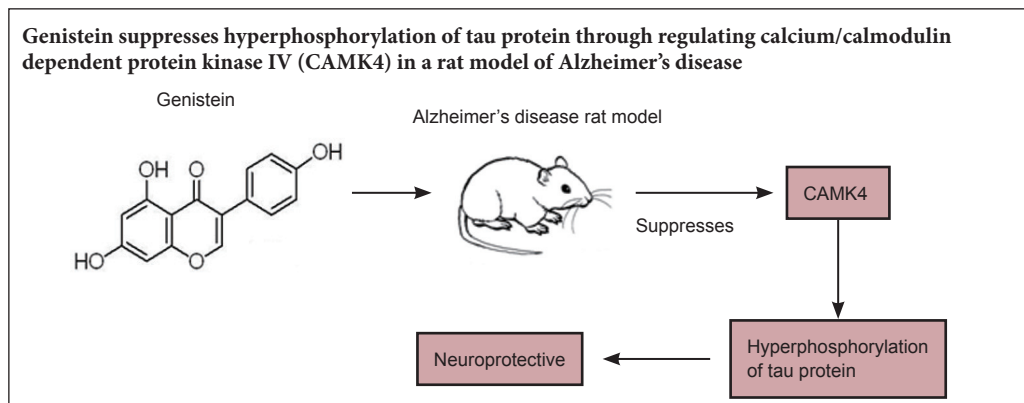 Genistein suppresses hyperphosphorylation of tau protein through regulating calcium/calmodulin
dependent protein kinase IV (CAMK4) in a rat model of Alzheimer's disease
Genistein
Alzheimer's disease rat model
OH
O
OH
HO
O
Suppresses
CAMK4
Hyperphosphorylation
of tau protein
Neuroprotective